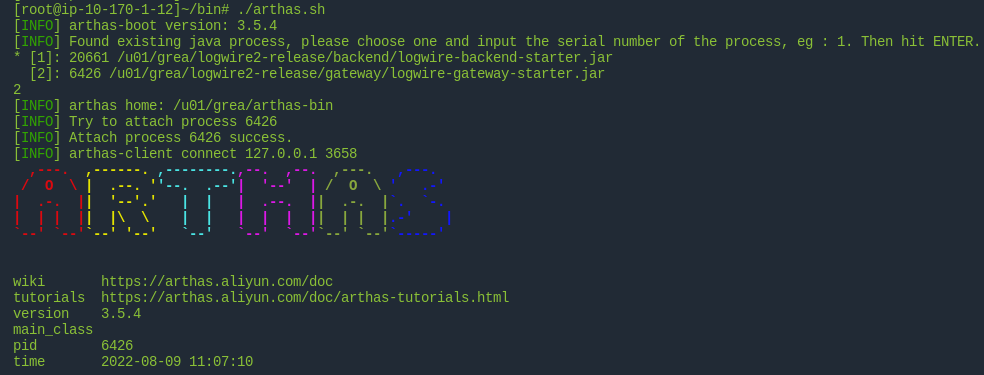 [root@ip-10-170-1-12]~/bin# ./arthas.sh
[INFO] arthas-boot version: 3.5.4
[INFO] Found existing java process, please choose one and input the serial number of the process, eg : 1. Then hit ENTER.
* [1]: 20661 /u01/grea/logwire2-release/backend/logwire-backend-starter.jar
[2]: 6426 /u01/grea/logwire2-release/gateway/logwire-gateway-starter.jar
2
[INFO] arthas home: /u01/grea/arthas-bin
[INFO] Try to attach process 6426
[INFO] Attach process 6426 success.
[INFO] arthas-client connect 127.0.0.1 3658
ARTHAS
wiki https://arthas.aliyun.com/doc
tutorials https://arthas.aliyun.com/doc/arthas-tutorials.html
version 3.5.4
main_class
pid 6426
time 2022-08-09 11:07:10